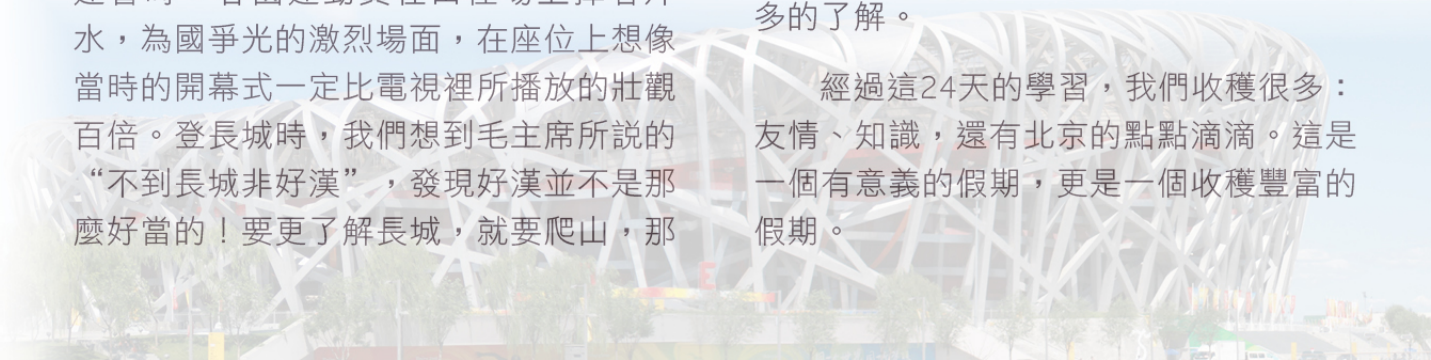 水，為國爭光的激烈場面，在座位上想像
當時的開幕式一定比電視裡所播放的壯觀
百倍。登長城時，我們想到毛主席所説的
“不到長城非好漢”，發現好漢並不是那
麼好當的！要更了解長城，就要爬山，那
多的了解。
經過這24天的學習，我們收穫很多：
友情、知識，還有北京的點點滴滴。這是
一個有意義的假期，更是一個收穫豐富的
假期。
E